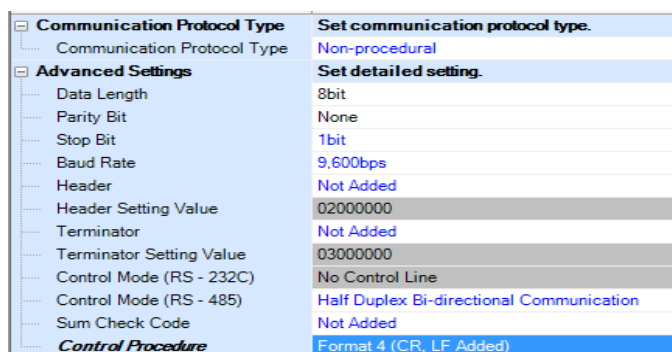 Communication Protocol Type Set communication protocol type.
Communication Protocol Type Non-procedural
Advanced Settings Set detailed setting.
Data Length 8bit
Parity Bit None
Stop Bit 1bit
Baud Rate 9,600bps
Header Not Added
Header Setting Value 02000000
Terminator Not Added
Terminator Setting Value 03000000
Control Mode (RS - 232C) No Control Line
Control Mode (RS - 485) Half Duplex Bi-directional Communication
Sum Check Code Not Added
Control Procedure Format 4 (CR, LF Added)